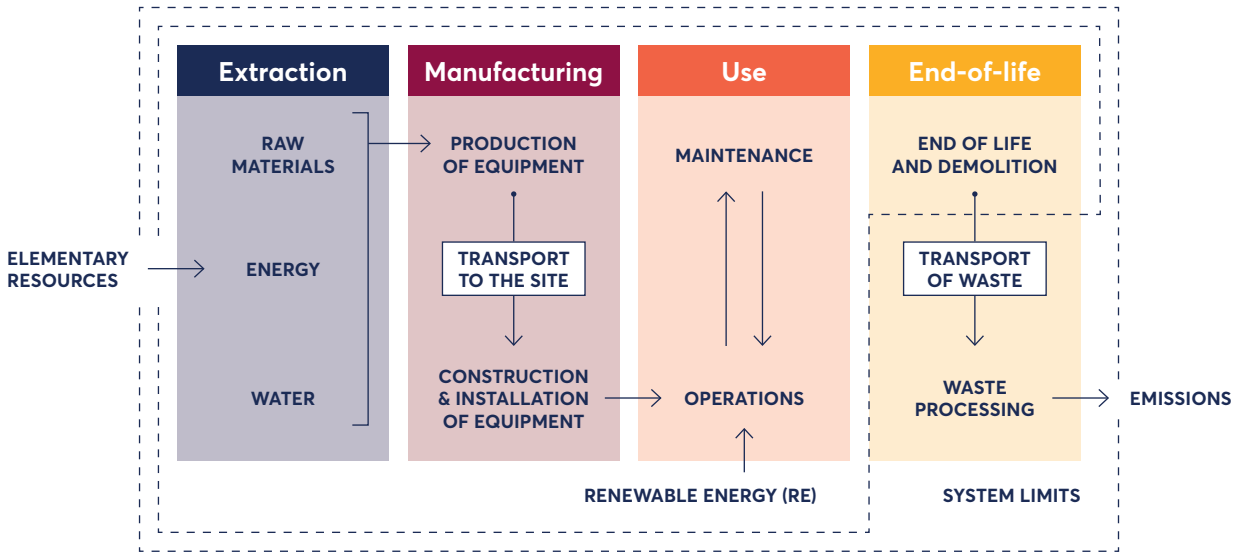 Extraction
Manufacturing
Use
End-of-life
RAW
MATERIALS
PRODUCTION
OF EQUIPMENT
MAINTENANCE
END OF LIFE
AND DEMOLITION
ELEMENTARY
RESOURCES
ENERGY
TRANSPORT
TO THE SITE
TRANSPORT
OF WASTE
WATER
CONSTRUCTION
& INSTALLATION
OF EQUIPMENT
OPERATIONS
WASTE
PROCESSING
EMISSIONS
RENEWABLE ENERGY (RE)
SYSTEM LIMITS